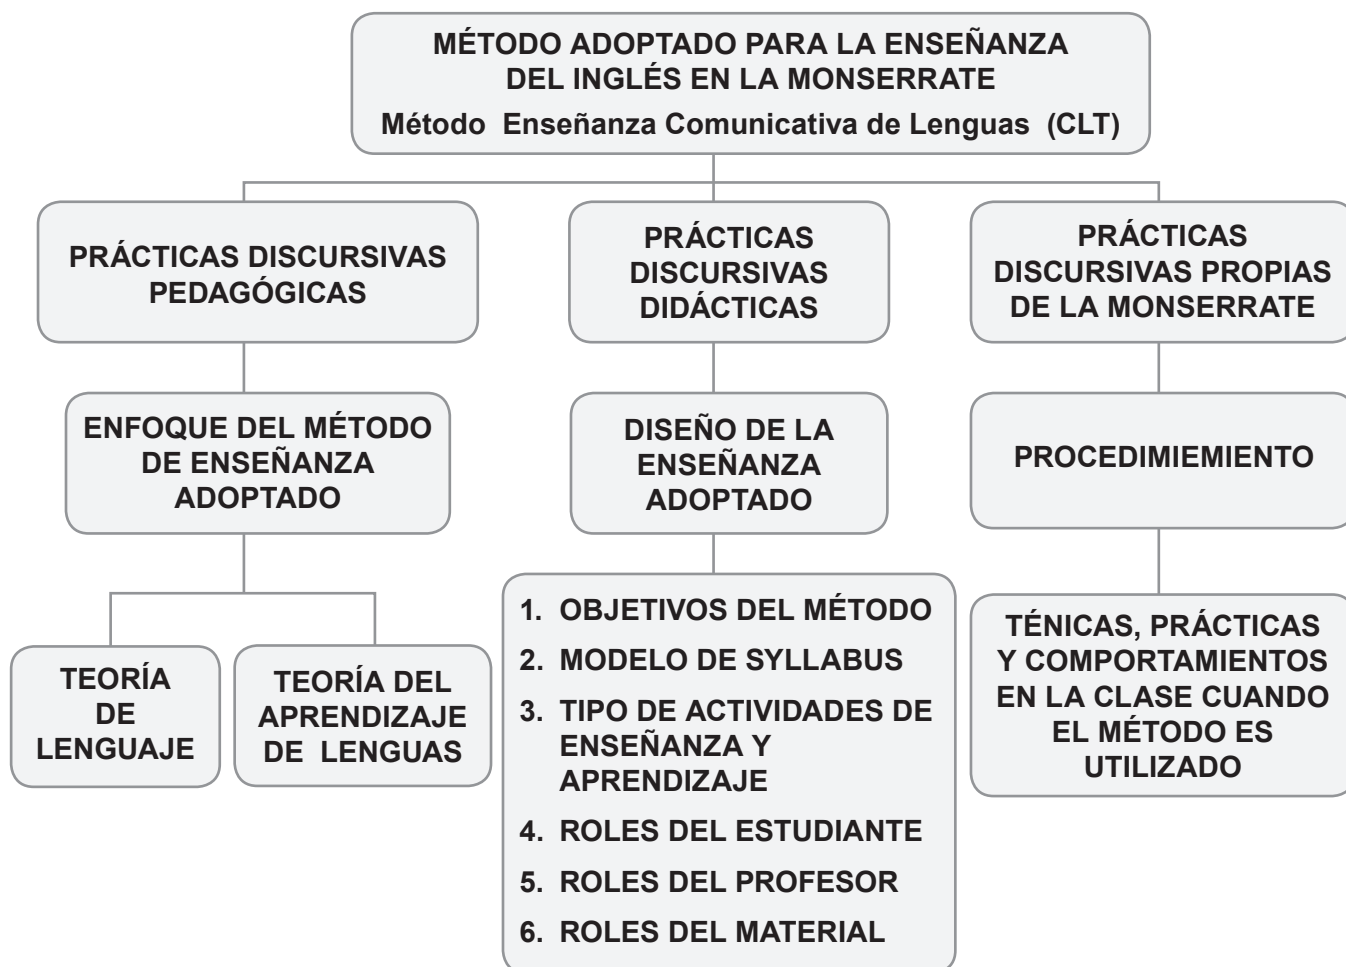 MÉTODO ADOPTADO PARA LA ENSEÑANZA
DEL INGLÉS EN LA MONSERRATE
Método Enseñanza Comunicativa de Lenguas (CLT)
PRÁCTICAS DISCURSIVAS
PEDAGÓGICAS
PRÁCTICAS
DISCURSIVAS
DIDÁCTICAS
PRÁCTICAS
DISCURSIVAS PROPIAS
DE LA MONSERRATE
ENFOQUE DEL MÉTODO
DE ENSEÑANZA
ADOPTADO
DISEÑO DE LA
ENSEÑANZA
ADOPTADO
PROCEDIMIEMIENTO
TEORÍA
DE
LENGUAJE
TEORÍA DEL
APRENDIZAJE
DE LENGUAS
1. OBJETIVOS DEL MÉTODO
2. MODELO DE SYLLABUS
3. TIPO DE ACTIVIDADES DE
ENSEÑANZA Y
APRENDIZAJE
4. ROLES DEL ESTUDIANTE
5. ROLES DEL PROFESOR
6. ROLES DEL MATERIAL
TÉNICAS, PRÁCTICAS
Y COMPORTAMIENTOS
EN LA CLASE CUANDO
EL MÉTODO ES
UTILIZADO